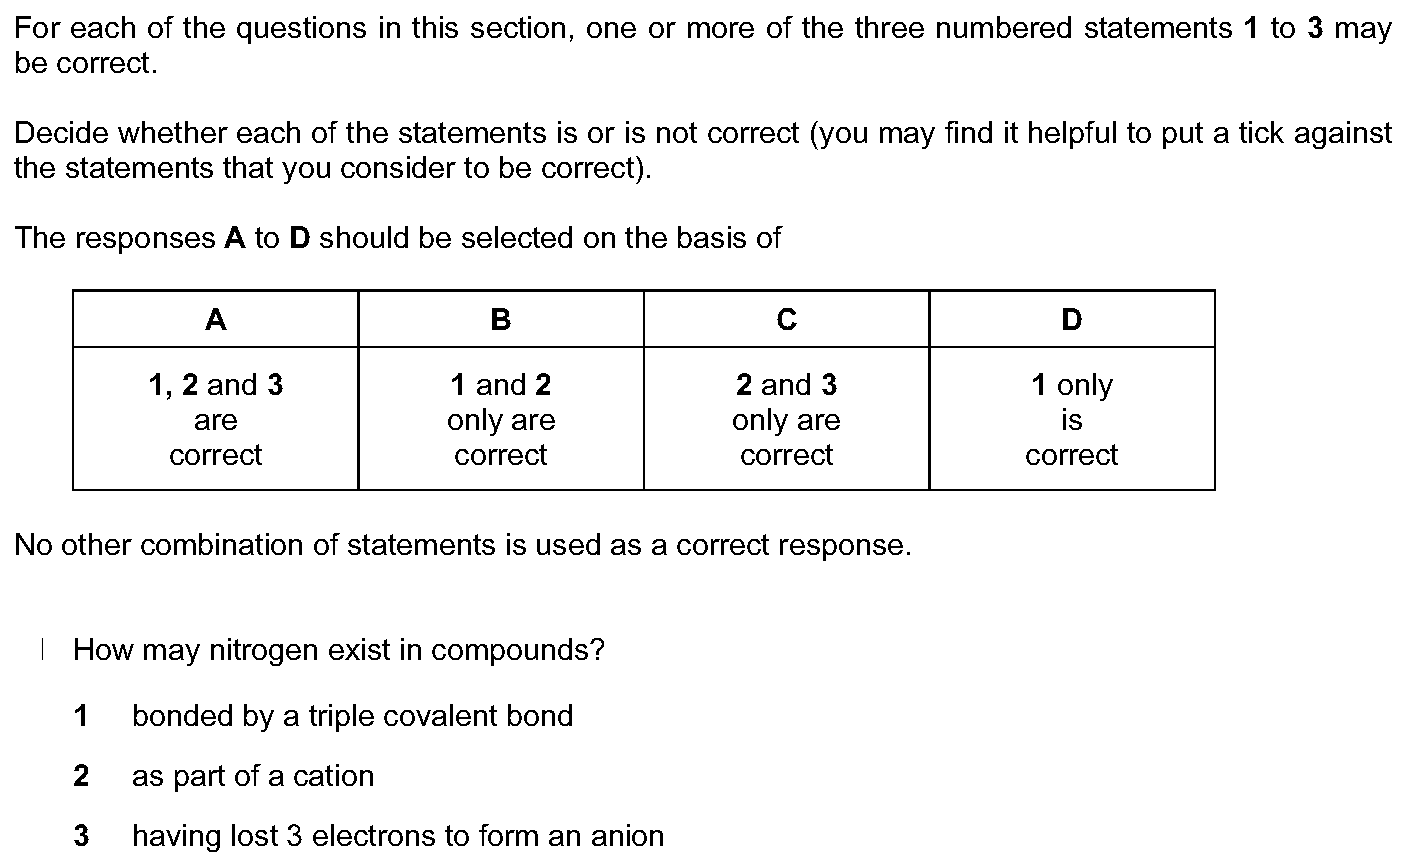 For each of the questions in this section, one or more of the three numbered statements 1 to 3 may
be correct.
Decide whether each of the statements is or is not correct (you may find it helpful to put a tick against
the statements that you consider to be correct).
The responses A to D should be selected on the basis of
A B C D
1, 2 and 3 1 and 2 2 and 3 1 only
are only are only are is
correct correct correct correct
No other combination of statements is used as a correct response.
How may nitrogen exist in compounds?
1 bonded by a triple covalent bond
2 as part of a cation
3 having lost 3 electrons to form an anion